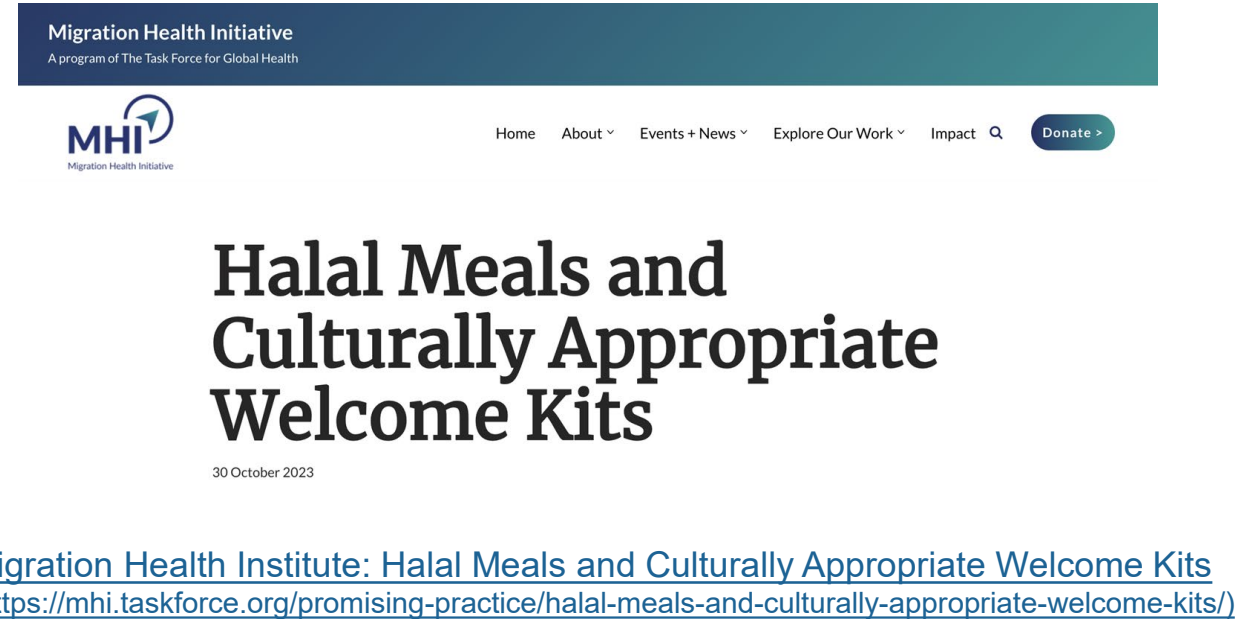 Migration Health Initiative
A program of The Task Force for Global Health
MHI
Migration Health Initiative
Home About Events + News Explore Our Work Impact Donate >
Halal Meals and
Culturally Appropriate
Welcome Kits
30 October 2023
igration Health Institute: Halal Meals and Culturally Appropriate Welcome Kits
ttps://mhi.taskforce.org/promising-practice/halal-meals-and-culturally-appropriate-welcome-kits/)